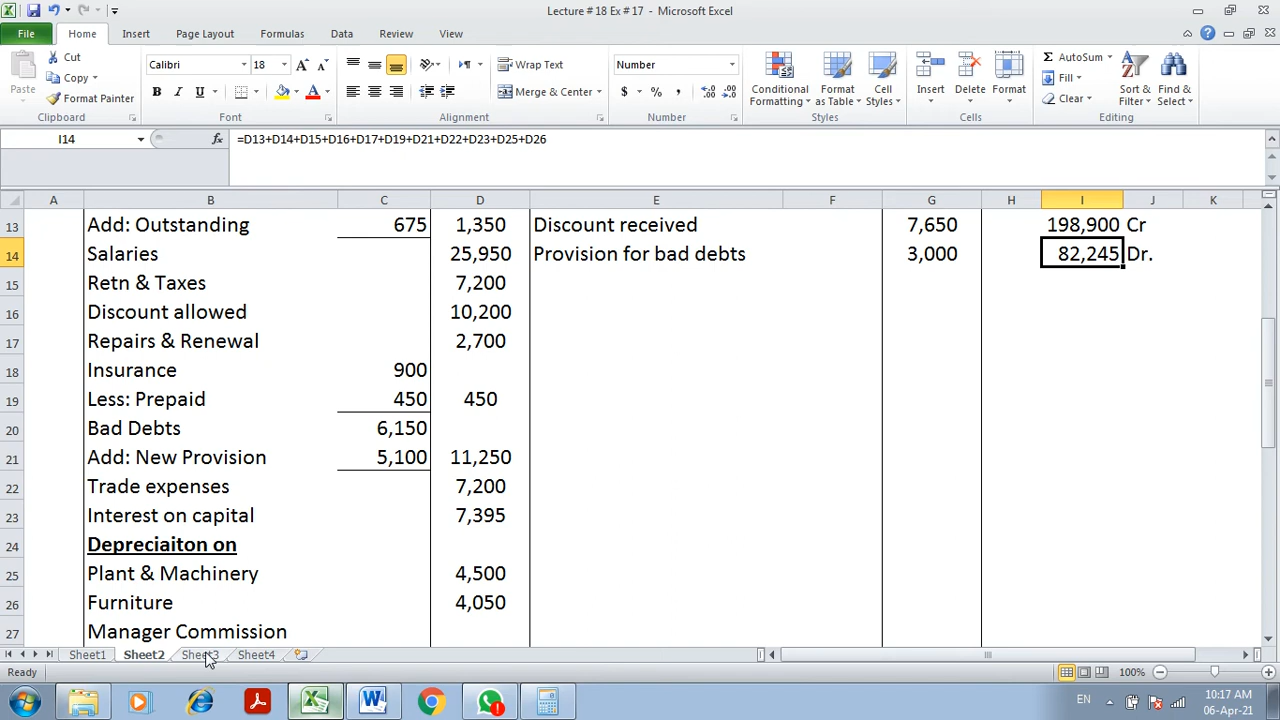 Lecture # 18 Ex # 17 - Microsoft Excel
File Home Insert Page Layout Formulas Data Review View
Paste
Cut
Copy
Format Painter
Clipboard
Calibri 18
B I U
Font
Wrap Text
Merge & Center
Alignment
Number
$ % ,
Number
Conditional Formatting
Format as Table
Cell Styles
Styles
Insert Delete Format
Cells
AutoSum
Fill
Clear
Sort & Filter
Find & Select
Editing
I14 fx =D13+D14+D15+D16+D17+D19+D21+D22+D23+D25+D26
A B C D E F G H I J K
13 Add: Outstanding 675 1,350 Discount received 7,650 198,900 Cr
14 Salaries 25,950 Provision for bad debts 3,000 82,245 Dr.
15 Retn & Taxes 7,200
16 Discount allowed 10,200
17 Repairs & Renewal 2,700
18 Insurance 900
19 Less: Prepaid 450 450
20 Bad Debts 6,150
21 Add: New Provision 5,100 11,250
22 Trade expenses 7,200
23 Interest on capital 7,395
24 Depreciaiton on
25 Plant & Machinery 4,500
26 Furniture 4,050
27 Manager Commission
Sheet1 Sheet2 Sheet3 Sheet4
Ready 100%
EN 10:17 AM
06-Apr-21